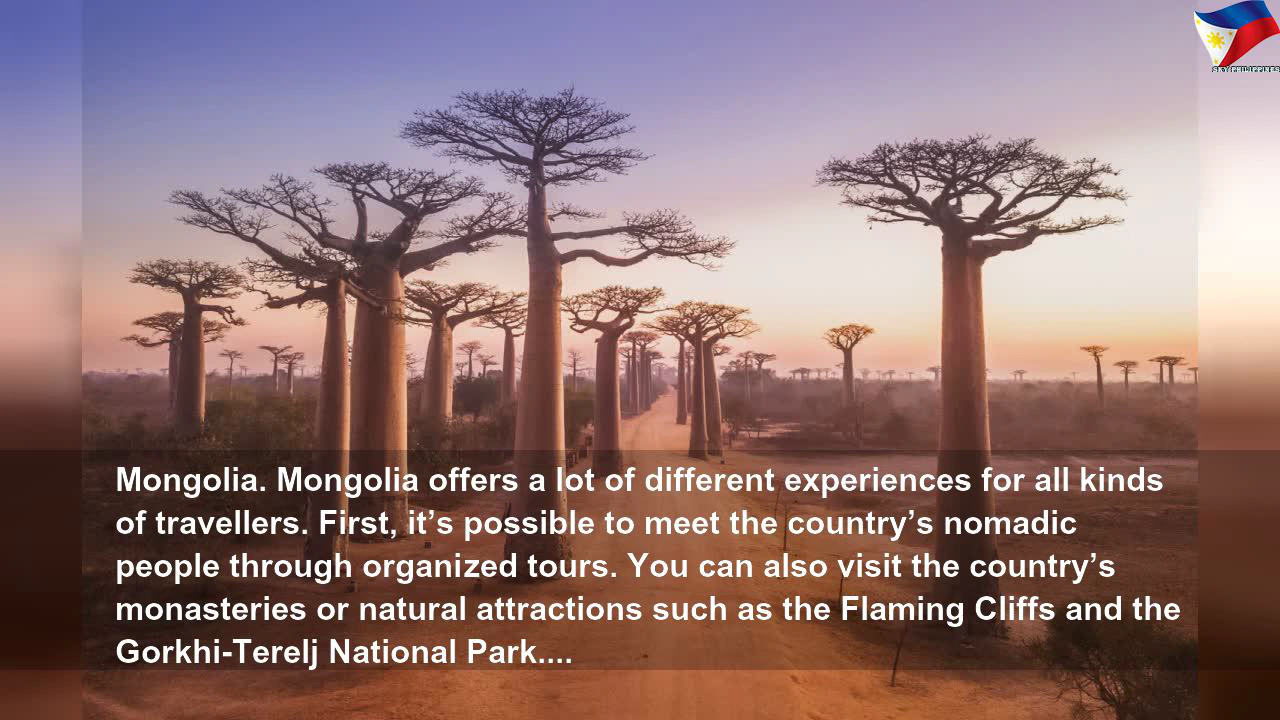 SKY PHILIPPINES
Mongolia. Mongolia offers a lot of different experiences for all kinds
of travellers. First, it’s possible to meet the country’s nomadic
people through organized tours. You can also visit the country’s
monasteries or natural attractions such as the Flaming Cliffs and the
Gorkhi-Terelj National Park....